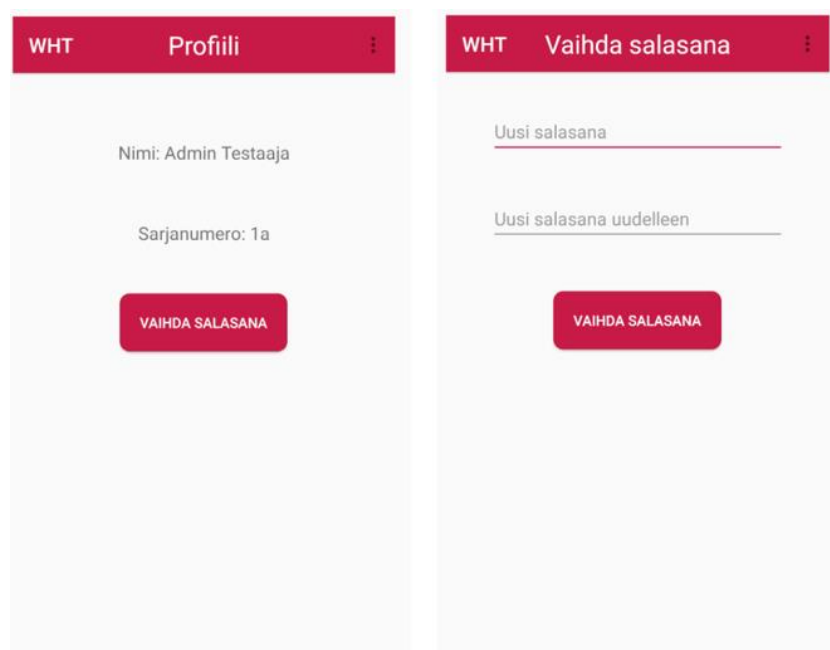 WHT Profiili
Nimi: Admin Testaaja
Sarjanumero: 1a
VAIHDA SALASANA
WHT Vaihda salasana
Uusi salasana
Uusi salasana uudelleen
VAIHDA SALASANA